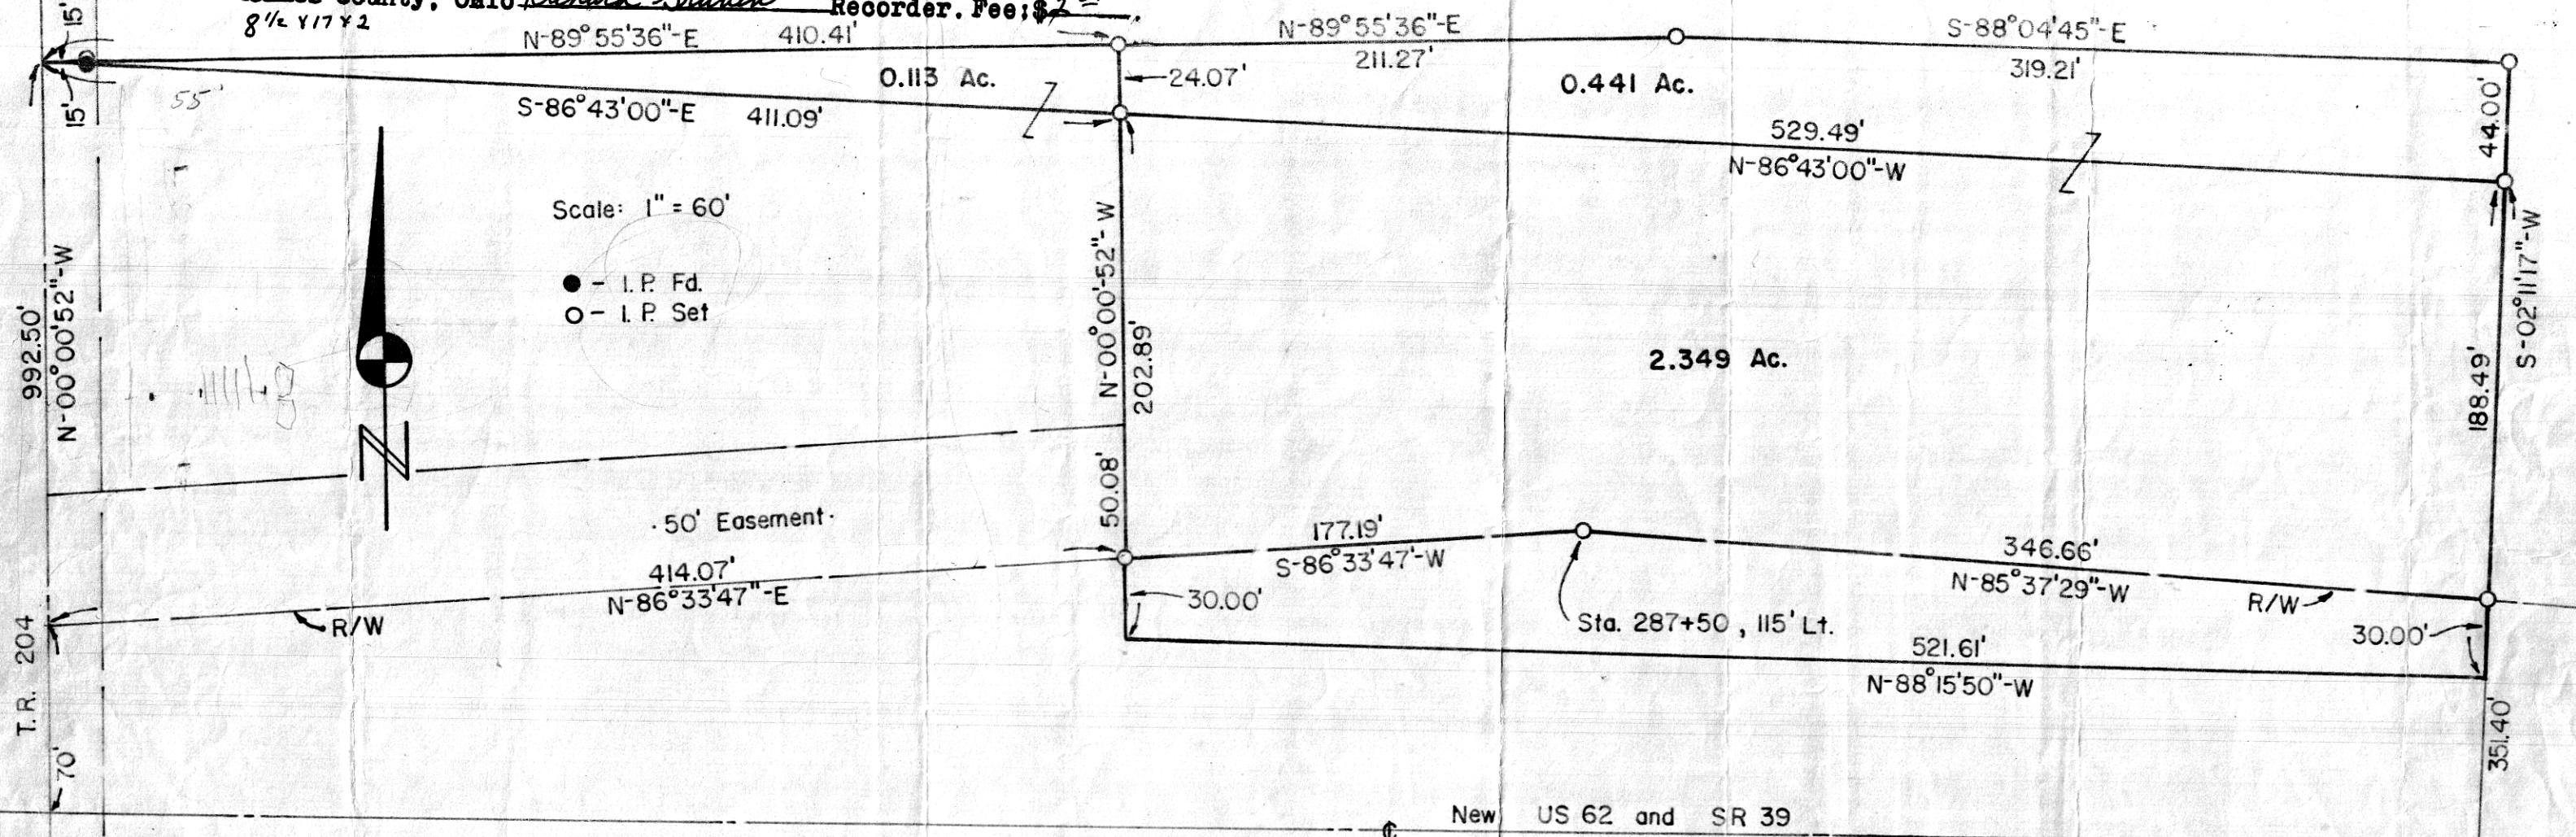 County, Ohio Recorder. Fee: $
8 1/2 X 17 X 2
15'
N-89°55'36"-E 410.41'
N-89°55'36"-E
211.27'
S-88°04'45"-E
319.21'
15'
55'
0.113 Ac.
24.07'
0.441 Ac.
44.00'
S-86°43'00"-E 411.09'
529.49'
N-86°43'00"-W
Scale: 1" = 60'
● - I.P. Fd.
○ - I.P. Set
992.50'
N-00°00'52"-W
N
N-00°00'-52"-W
202.89'
2.349 Ac.
S-02°11'17"-W
188.49'
50' Easement
50.08'
414.07'
N-86°33'47"-E
R/W
177.19'
S-86°33'47'-W
346.66'
N-85°37'29"-W
R/W
30.00'
Sta. 287+50, 115' Lt.
30.00'
521.61'
N-88°15'50"-W
T.R. 204
70'
351.40'
New US 62 and SR 39